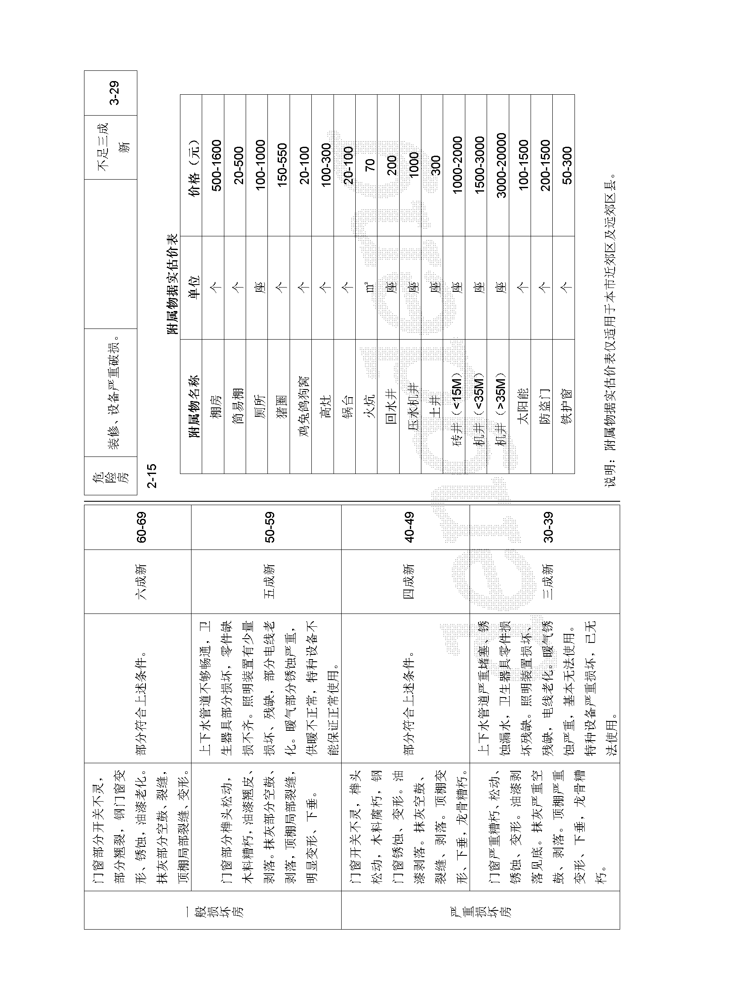 一般损坏房
门窗部分开关不灵，
部分翘裂，钢门窗变
形、锈蚀，油漆老化。
抹灰部分空鼓、裂缝，
顶棚局部裂缝、变形。
部分符合上述条件。
六成新
60-69
门窗部分榫头松动，
木料糟朽，油漆翘皮、
剥落。抹灰部分空鼓、
剥落，顶棚局部裂缝，
明显变形、下垂。
上下水管道不够畅通，卫
生器具部分损坏，零件缺
损不齐。照明装置有少量
损坏、残缺，部分电线老
化。暖气部分锈蚀严重，
供暖不正常，特种设备不
能保证正常使用。
五成新
50-59
严重损坏房
门窗开关不灵，榫头
松动，木料腐朽，钢
门窗锈蚀、变形。油
漆剥落。抹灰空鼓、
裂缝、剥落。顶棚变
形、下垂，龙骨糟朽。
部分符合上述条件。
四成新
40-49
门窗严重糟朽、松动、
锈蚀、变形。油漆剥
落见底。抹灰严重空
鼓、剥落。顶棚严重
变形、下垂，龙骨糟
朽。
上下水管道严重堵塞、锈
蚀漏水，卫生器具零件损
坏残缺。照明装置损坏、
残缺，电线老化。暖气锈
蚀严重，基本无法使用。
特种设备严重损坏，已无
法使用。
三成新
30-39
危险房
装修、设备严重破损。
不足三成
新
3-29
2-15
附属物据实估价表
附属物名称 单位 价格（元）
棚房 个 500-1600
简易棚 个 20-500
厕所 座 100-1000
猪圈 个 150-550
鸡兔鸽狗窝 个 20-100
高灶 个 100-300
锅台 个 20-100
火炕 ㎡ 70
回水井 座 200
压水机井 座 1000
土井 座 300
砖井（<15M） 座 1000-2000
机井（<35M） 座 1500-3000
机井（>35M） 座 3000-20000
太阳能 个 100-1500
防盗门 个 200-1500
铁护窗 个 50-300
说明：附属物据实估价表仅适用于本市近郊区及远郊区县。